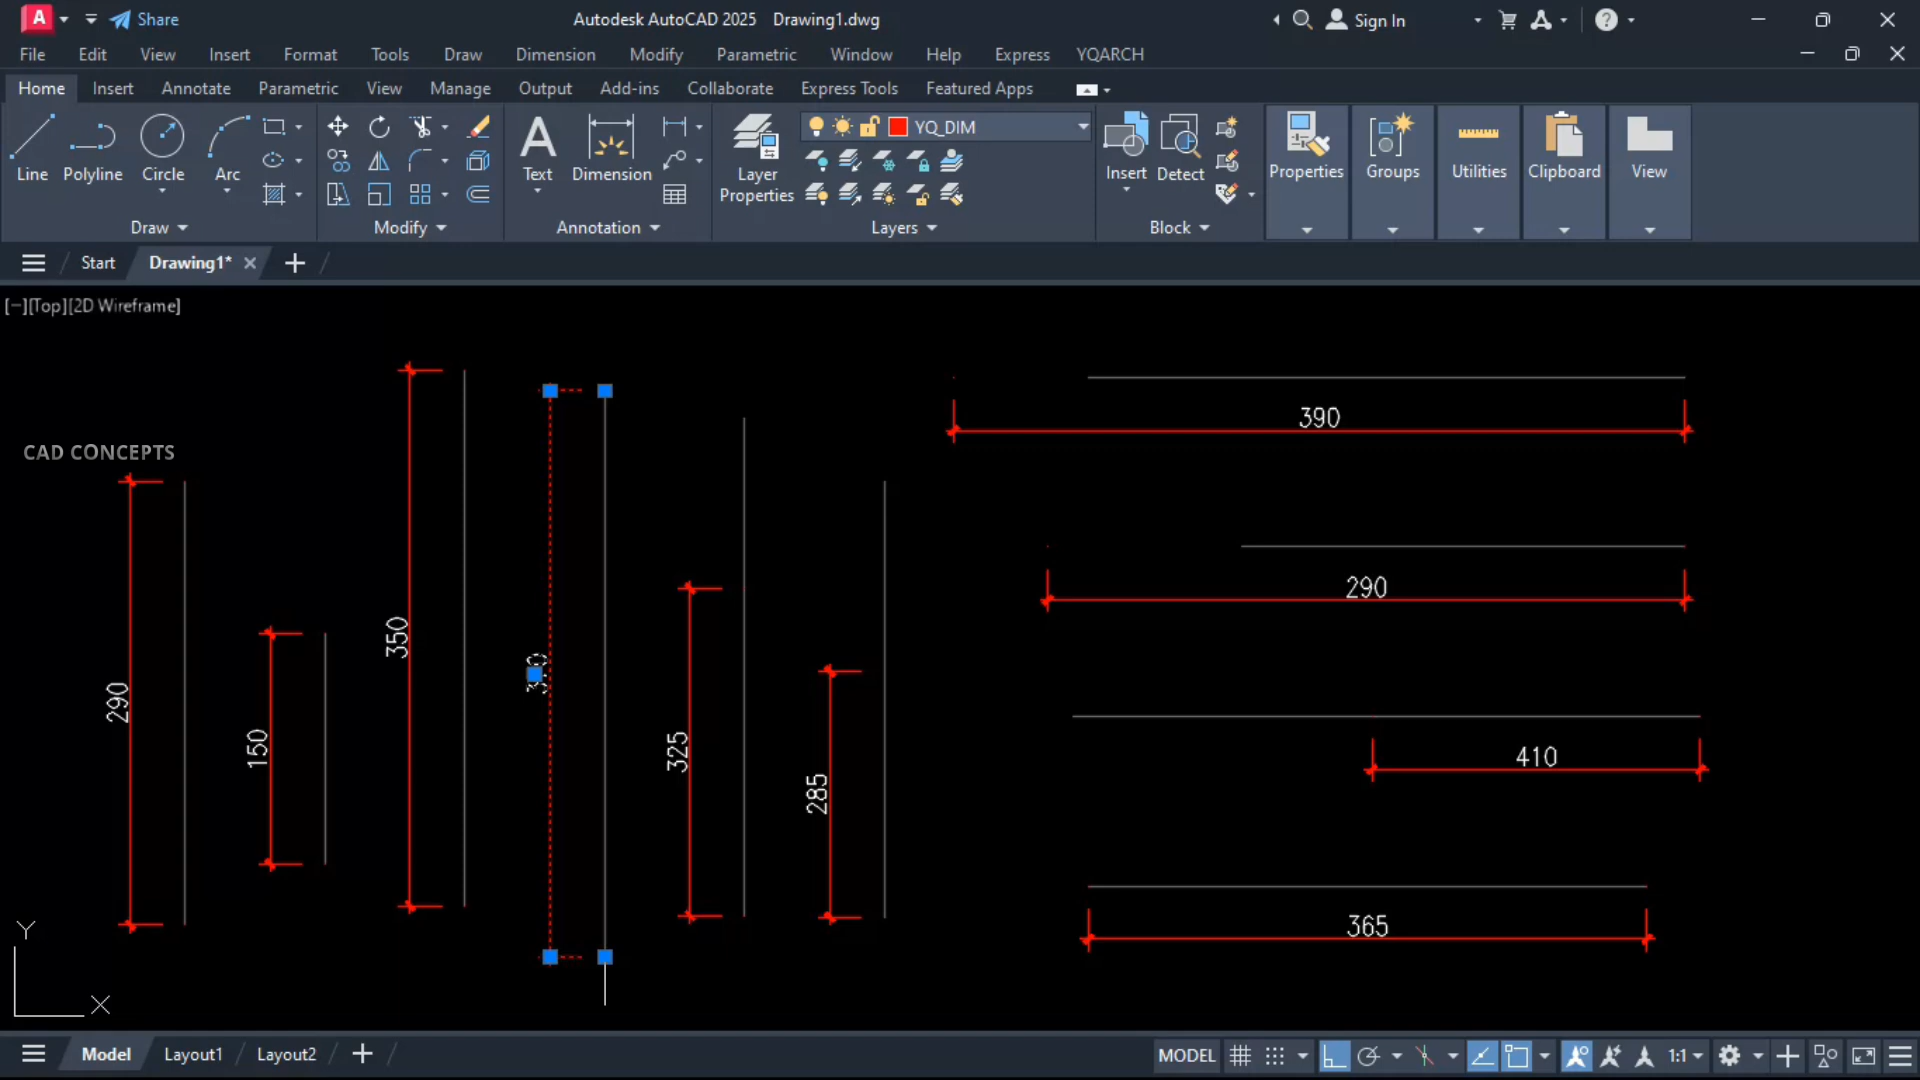 A Share Autodesk AutoCAD 2025 Drawing1.dwg Sign In
File Edit View Insert Format Tools Draw Dimension Modify Parametric Window Help Express YQARCH
Home Insert Annotate Parametric View Manage Output Add-ins Collaborate Express Tools Featured Apps
YQ_DIM
Line Polyline Circle Arc Text Dimension Layer Properties Insert Detect Properties Groups Utilities Clipboard View
Draw Modify Annotation Layers Block
Start Drawing1*
[−][Top][2D Wireframe]
390
CAD CONCEPTS
290
350
290
150
325
410
285
365
Y
X
Model Layout1 Layout2 MODEL 1:1